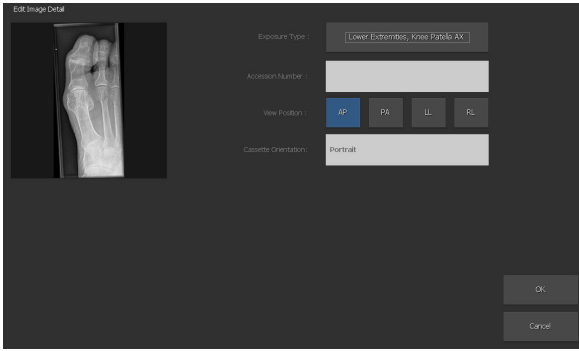 Edit Image Detail
Exposure Type :
Lower Extremities, Knee Patella AX
Accession Number :
View Position :
AP
PA
LL
RL
Cassette Orientation:
Portrait
OK
Cancel